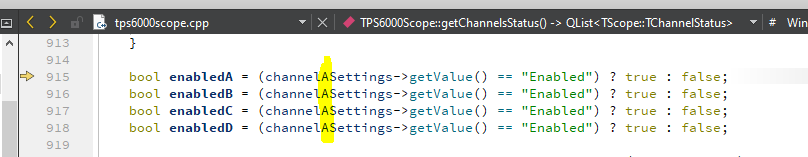 tps6000scope.cpp TPS6000Scope::getChannelsStatus() -> QList<TScope::TChannelStatus> # Win
913 }
914
915 bool enabledA = (channelASettings->getValue() == "Enabled") ? true : false;
916 bool enabledB = (channelASettings->getValue() == "Enabled") ? true : false;
917 bool enabledC = (channelASettings->getValue() == "Enabled") ? true : false;
918 bool enabledD = (channelASettings->getValue() == "Enabled") ? true : false;
919